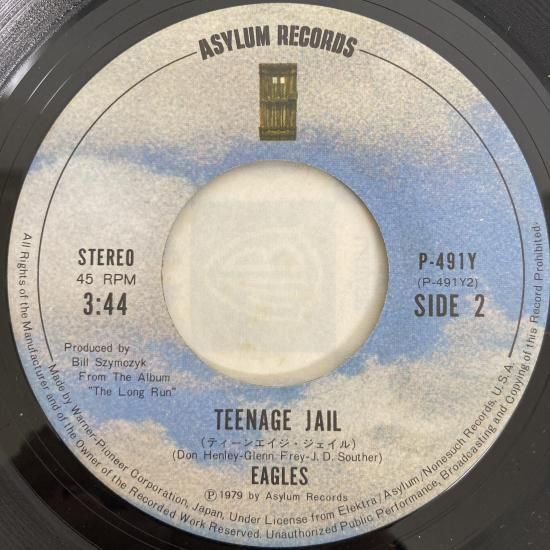 ASYLUM RECORDS
STEREO
45 RPM
3:44
P-491Y
(P-491Y2)
SIDE 2
Produced by
Bill Szymczyk
From The Album
"The Long Run"
TEENAGE JAIL
(ティーンエイジ・ジェイル)
(Don Henley-Glenn Frey-J. D. Souther)
EAGLES
Ⓟ 1979 by Asylum Records
Made by Warner-Pioneer Corporation, Japan, Under License from Elektra/Asylum/Nonesuch Records, U.S.A.
All Rights of the Manufacturer and of the Owner of the Recorded Work Reserved. Unauthorized Public Performance, Broadcasting and Copying of this Record Prohibited.